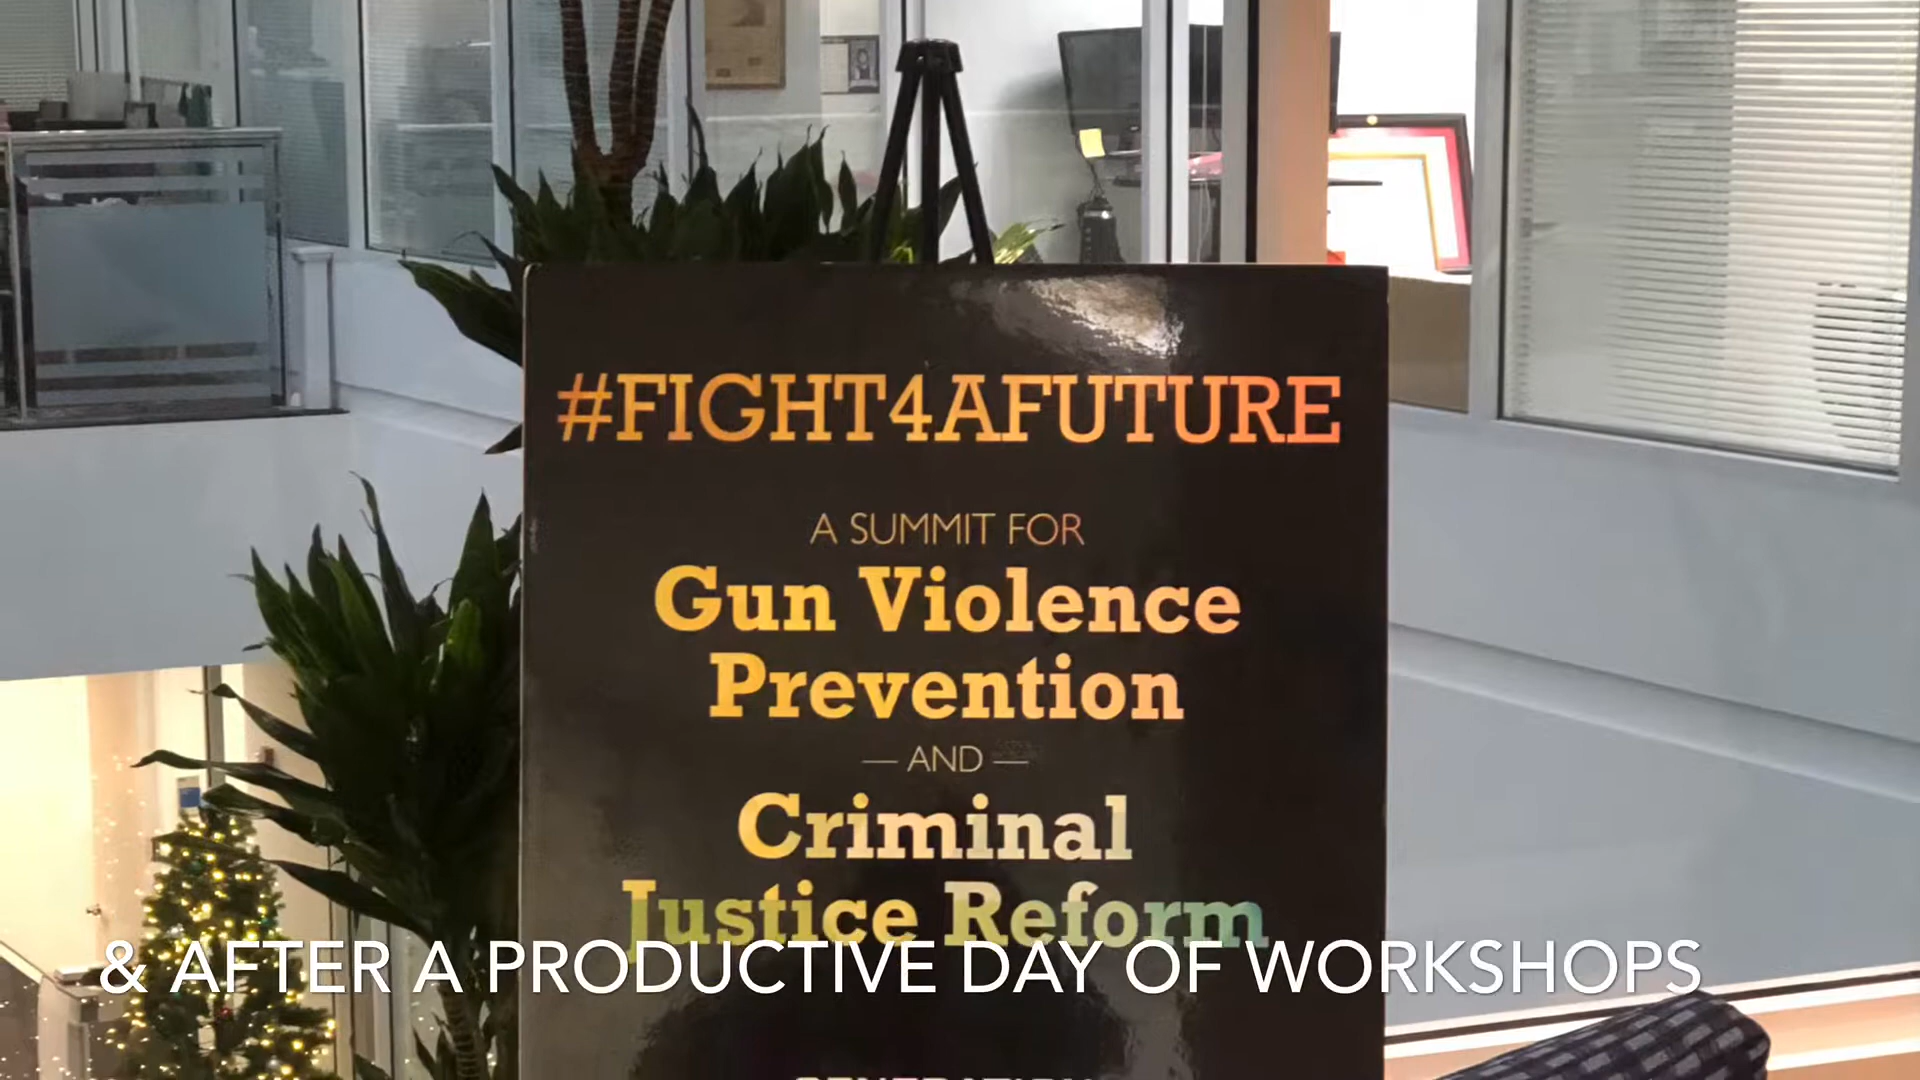 #FIGHT4AFUTURE
A SUMMIT FOR
Gun Violence
Prevention
— AND —
Criminal
Justice Reform
& AFTER A PRODUCTIVE DAY OF WORKSHOPS